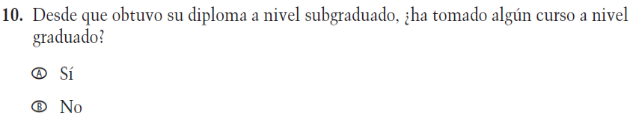 10. Desde que obtuvo su diploma a nivel subgraduado, ¿ha tomado algún curso a nivel
graduado?
Ⓐ Sí
Ⓑ No